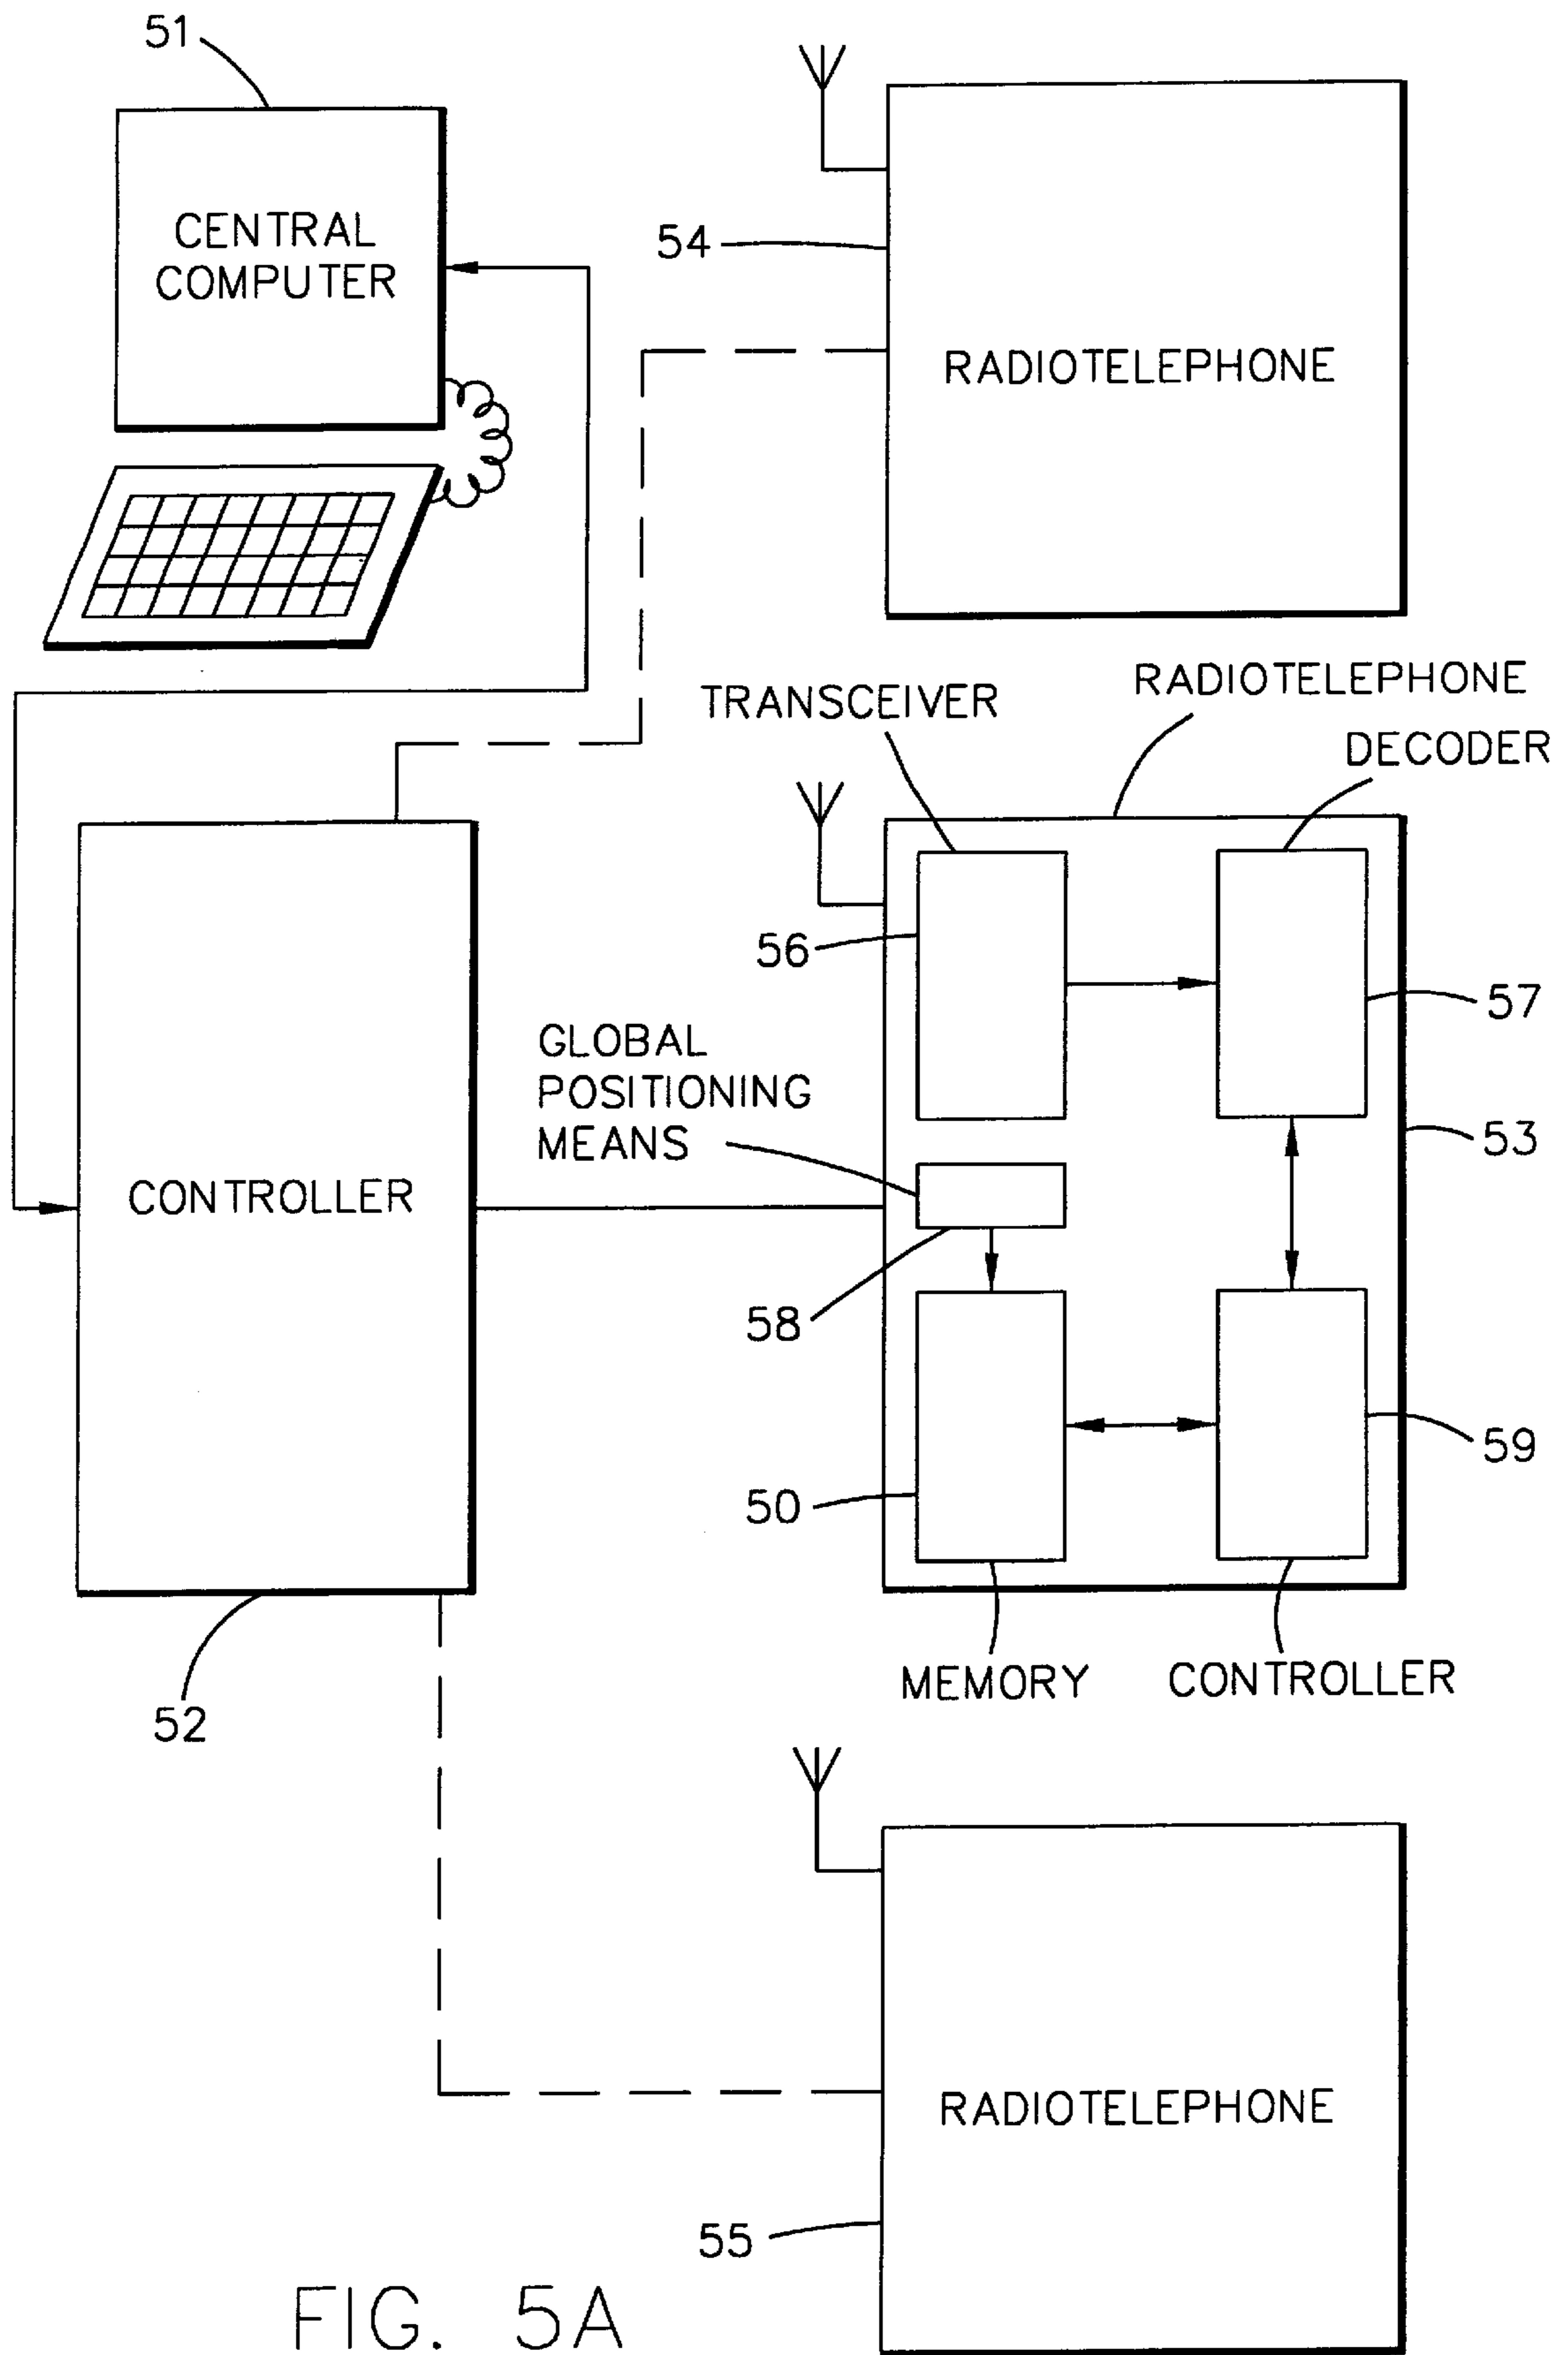 51
CENTRAL
COMPUTER
54
RADIOTELEPHONE
RADIOTELEPHONE
TRANSCEIVER
DECODER
56
57
GLOBAL
POSITIONING
MEANS
53
CONTROLLER
58
59
50
MEMORY
CONTROLLER
52
RADIOTELEPHONE
55
FIG. 5A